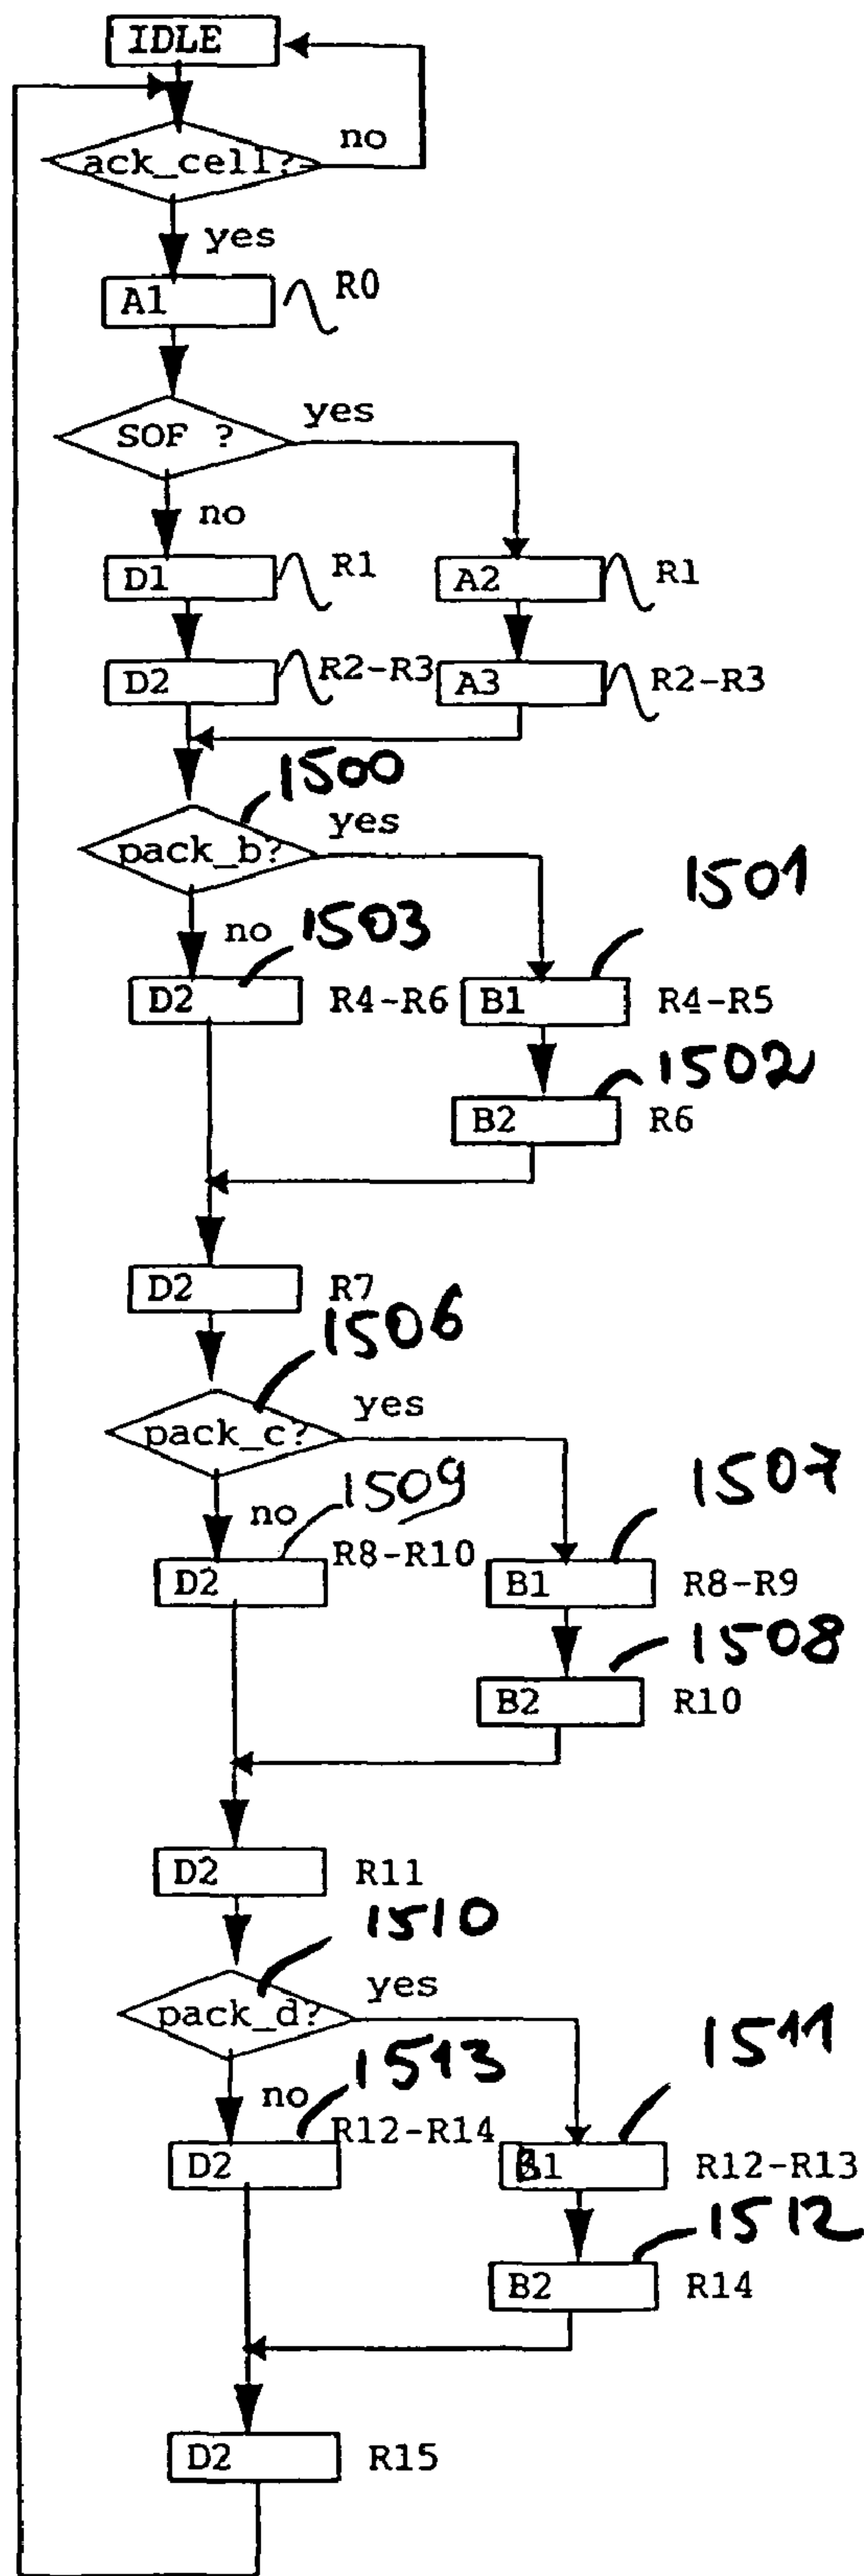 IDLE
ack_cell?
no
yes
A1
R0
SOF ?
yes
no
D1
R1
A2
R1
D2
R2-R3
A3
R2-R3
1500
pack_b?
yes
1501
no
1503
D2
R4-R6
B1
R4-R5
1502
B2
R6
D2
R7
1506
pack_c?
yes
1507
no
1509
D2
R8-R10
B1
R8-R9
1508
B2
R10
D2
R11
1510
pack_d?
yes
1511
no
1513
D2
R12-R14
B1
R12-R13
1512
B2
R14
D2
R15